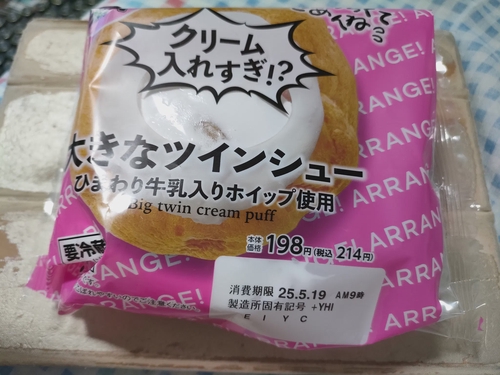 クリーム
入れすぎ!?
大きなツインシュー
ひまわり牛乳入りホイップ使用
Big twin cream puff
要冷蔵
本体価格 198円(税込 214円)
消費期限 25.5.19 AM9時
製造所固有記号 +YHI
E I Y C
ARRANGE!
ARRANGE!
ARRANGE!
ARRANGE!